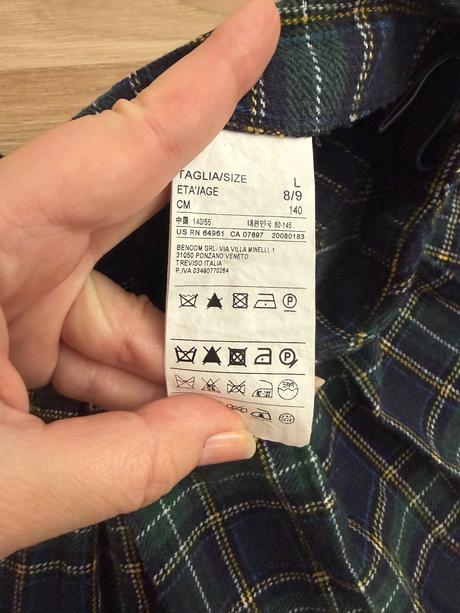 TAGLIA/SIZE L
ETA'/AGE 8/9
CM 140
中国 140/55 대한민국 80-145
US RN 64961 CA 07697 20080183
BENCOM SRL- VIA VILLA MINELLI, 1
31050 PONZANO VENETO
TREVISO ITALIA
P.IVA 03490770264
P
P